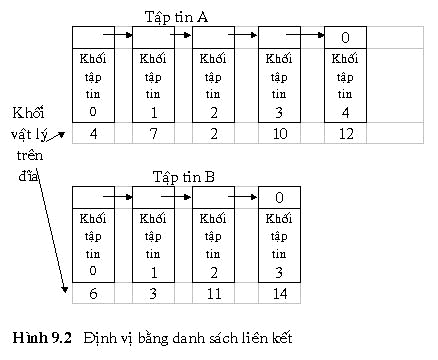 Tập tin A
0
Khối Khối Khối Khối Khối
tập tập tập tập tập
tin tin tin tin tin
0 1 2 3 4
4 7 2 10 12
Khối
vật lý
trên
đĩa
Tập tin B
0
Khối Khối Khối Khối
tập tập tập tập
tin tin tin tin
0 1 2 3
6 3 11 14
Hình 9.2 Định vị bằng danh sách liên kết